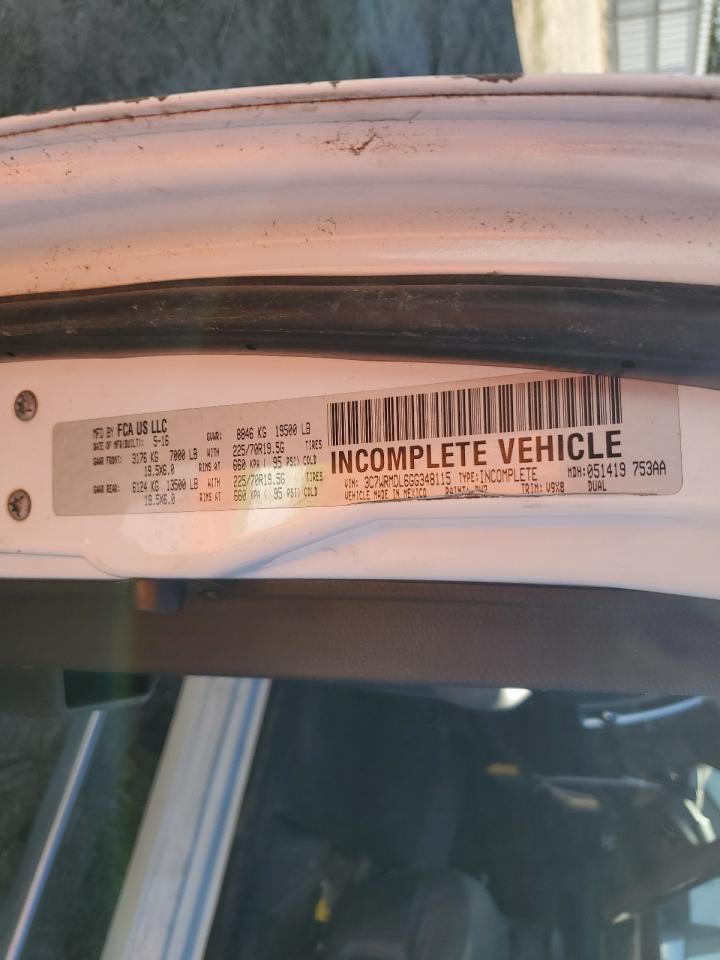 MFD BY FCA US LLC
DATE OF MFR(BUILT): 5-16 GVWR: 8846 KG 19500 LB
GAWR FRONT: 3176 KG 7000 LB WITH 225/70R19.5G TIRES
19.5X6.0 RIMS AT 660 KPA ( 95 PSI) COLD
GAWR REAR: 6124 KG 13500 LB WITH 225/70R19.5G TIRES
19.5X6.0 RIMS AT 660 KPA ( 95 PSI) COLD
INCOMPLETE VEHICLE
VIN: 3C7WRMDL6GG348115 TYPE:INCOMPLETE MDH:051419 753AA
VEHICLE MADE IN MEXICO PAINT: PW7 TRIM: V9X8 DUAL